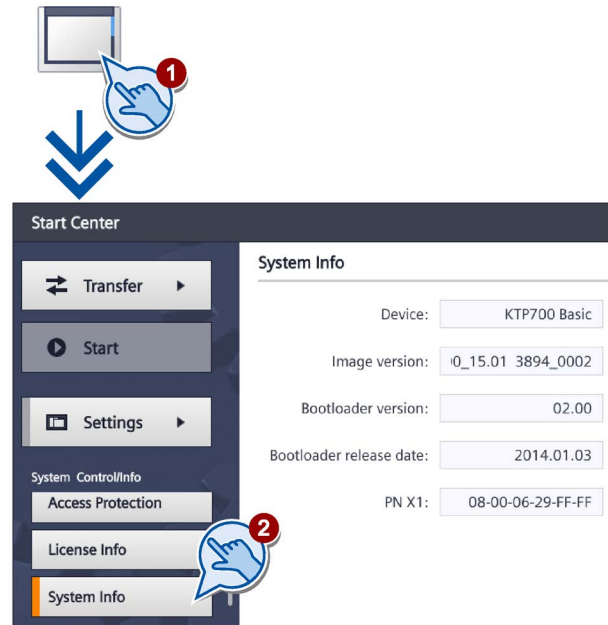 1
Start Center
Transfer
Start
Settings
System Control/Info
Access Protection
License Info
System Info
2
System Info
Device: KTP700 Basic
Image version: 0_15.01 3894_0002
Bootloader version: 02.00
Bootloader release date: 2014.01.03
PN X1: 08-00-06-29-FF-FF